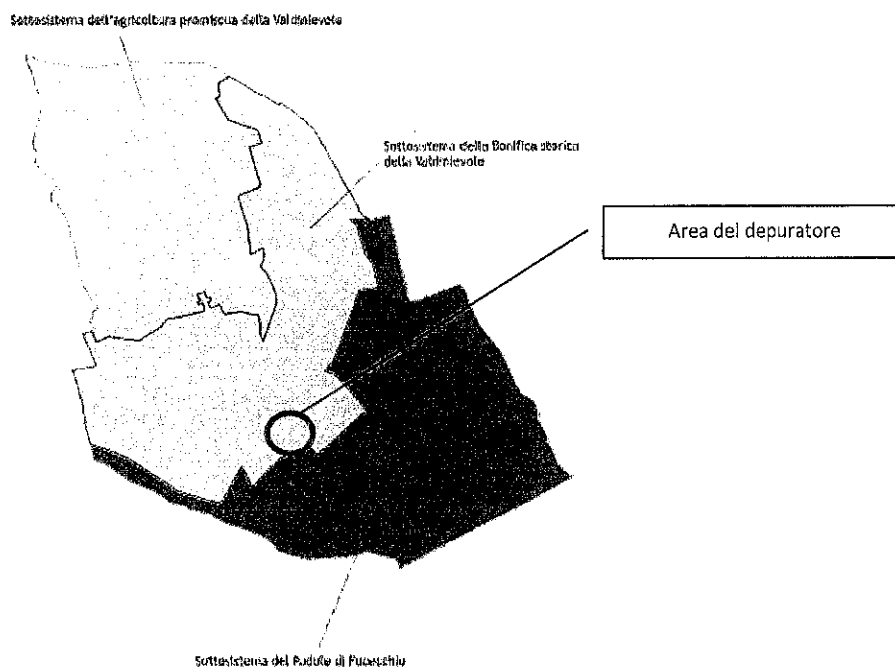 Sottosistema dell'agricoltura promiscua della Valdinievole
Sottosistema della Bonifica storica
della Valdinievole
Area del depuratore
Sottosistema del Padule di Fucecchio